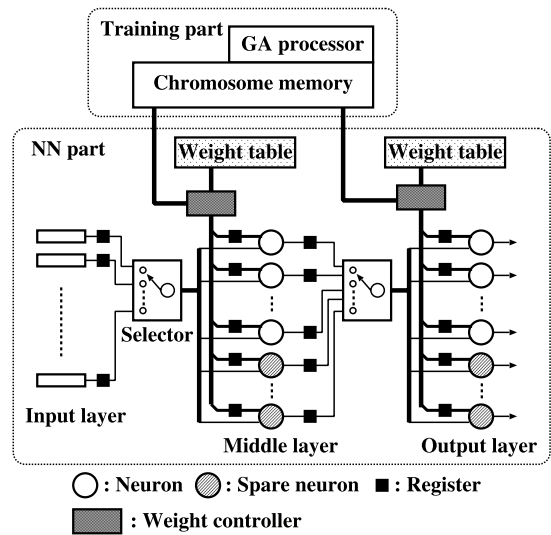 Training part
GA processor
Chromosome memory
NN part
Weight table
Weight table
Selector
Input layer
Middle layer
Output layer
: Neuron
: Spare neuron
: Register
: Weight controller